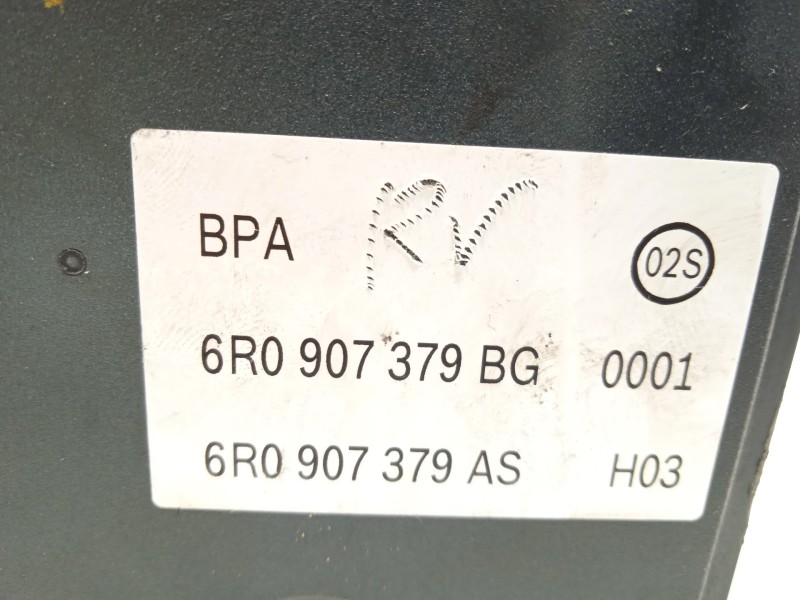 BPA RV 02S
6R0 907 379 BG 0001
6R0 907 379 AS H03